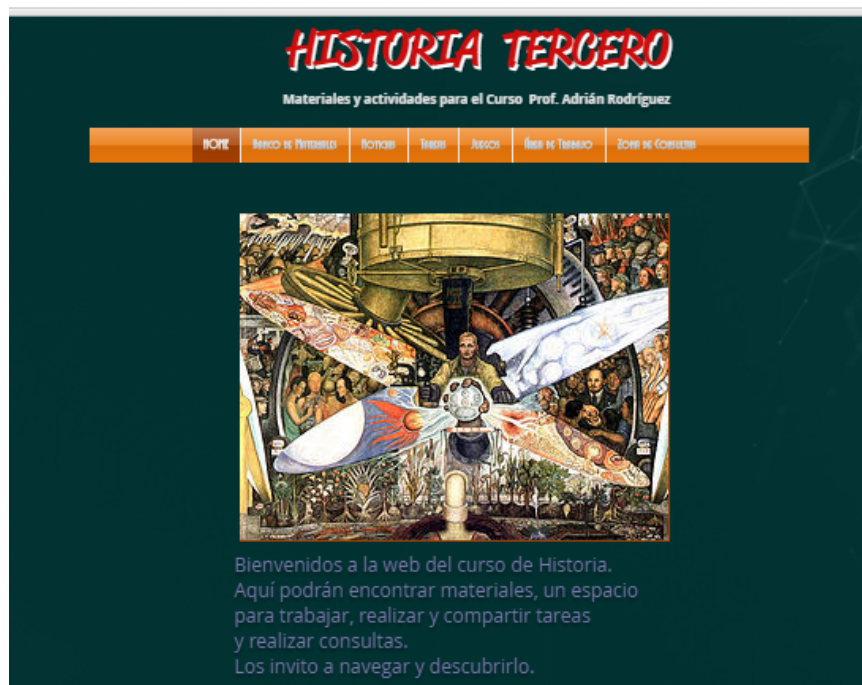 HISTORIA TERCERO
Materiales y actividades para el Curso Prof. Adrián Rodríguez
HOME Banco de Materiales Noticias Tareas Juegos Área de Trabajo Zona de Consultas
Bienvenidos a la web del curso de Historia.
Aquí podrán encontrar materiales, un espacio
para trabajar, realizar y compartir tareas
y realizar consultas.
Los invito a navegar y descubrirlo.